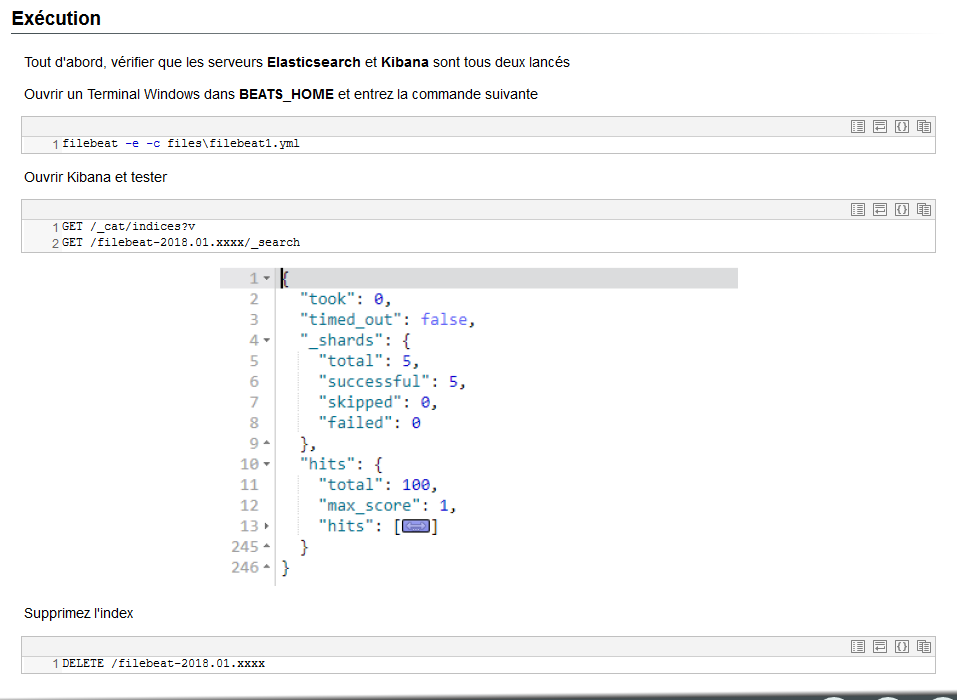 Exécution
Tout d'abord, vérifier que les serveurs Elasticsearch et Kibana sont tous deux lancés
Ouvrir un Terminal Windows dans BEATS_HOME et entrez la commande suivante
1 filebeat -e -c files\filebeat1.yml
Ouvrir Kibana et tester
1 GET /_cat/indices?v
2 GET /filebeat-2018.01.xxxx/_search
1 {
2 "took": 0,
3 "timed_out": false,
4 "_shards": {
5 "total": 5,
6 "successful": 5,
7 "skipped": 0,
8 "failed": 0
9 },
10 "hits": {
11 "total": 100,
12 "max_score": 1,
13 "hits": [↔]
245 }
246 }
Supprimez l'index
1 DELETE /filebeat-2018.01.xxxx